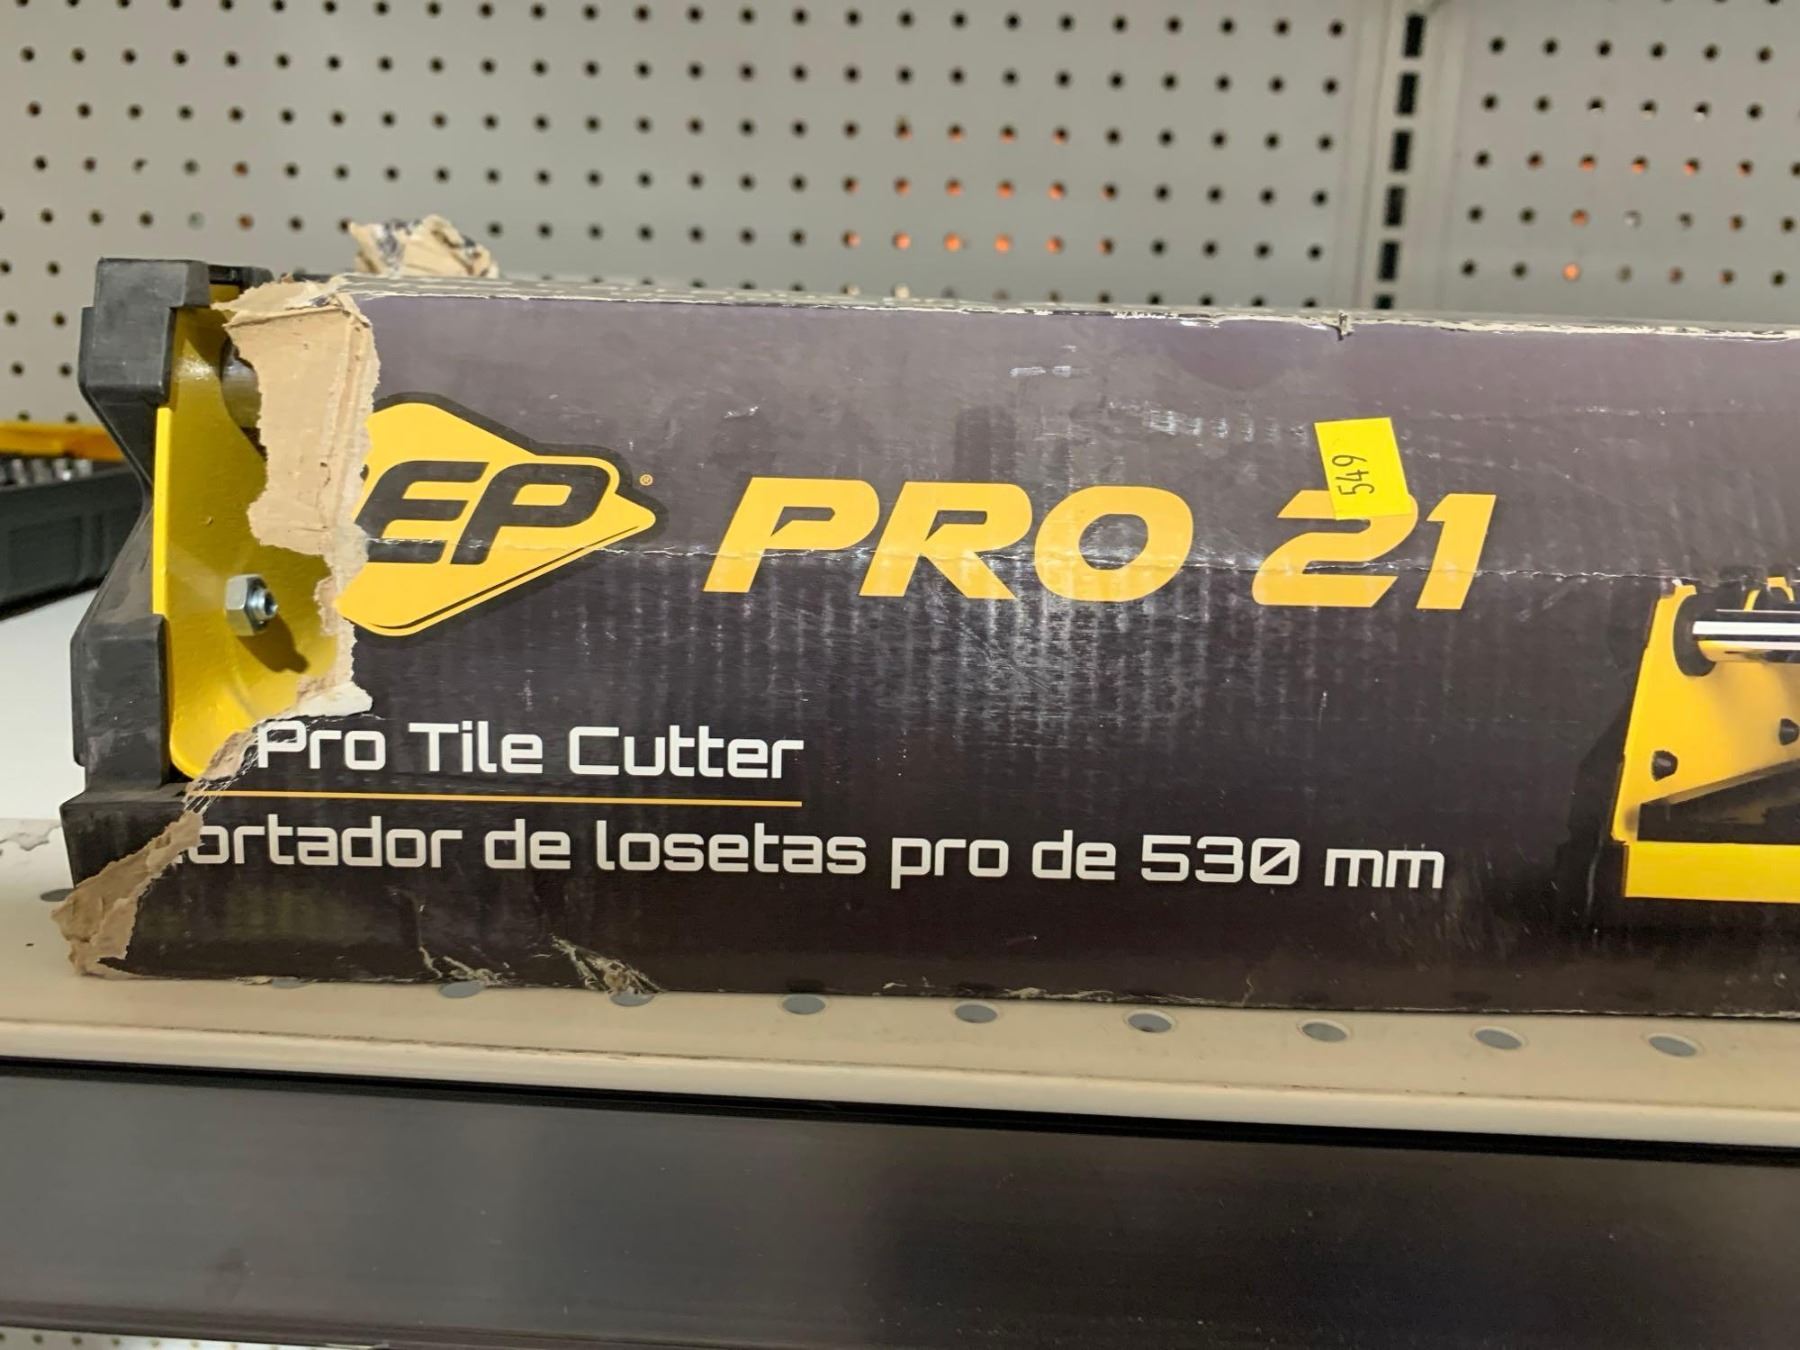 EP® PRO 21
549
Pro Tile Cutter
ortador de losetas pro de 530 mm